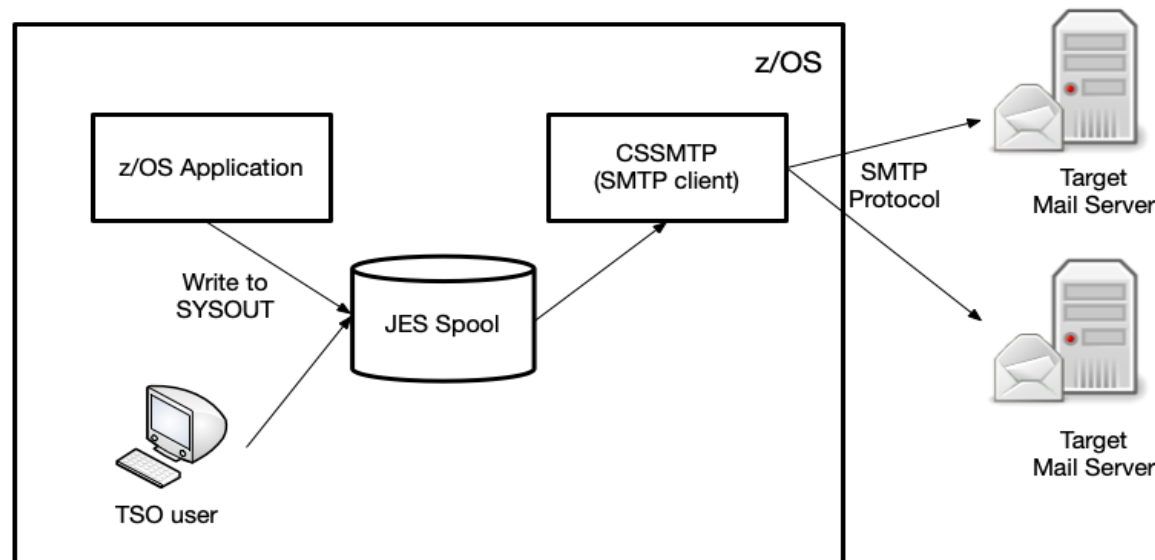 z/OS
z/OS Application
CSSMTP
(SMTP client)
SMTP
Protocol
Target
Mail Server
Write to
SYSOUT
JES Spool
TSO user
Target
Mail Server